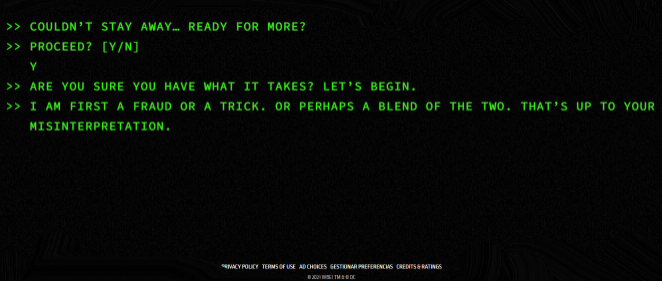 >> COULDN'T STAY AWAY… READY FOR MORE?
>> PROCEED? [Y/N]
Y
>> ARE YOU SURE YOU HAVE WHAT IT TAKES? LET'S BEGIN.
>> I AM FIRST A FRAUD OR A TRICK. OR PERHAPS A BLEND OF THE TWO. THAT'S UP TO YOUR
MISINTERPRETATION.
PRIVACY POLICY TERMS OF USE AD CHOICES GESTIONAR PREFERENCIAS CREDITS & RATINGS
© 2021 WBEI TM & © DC